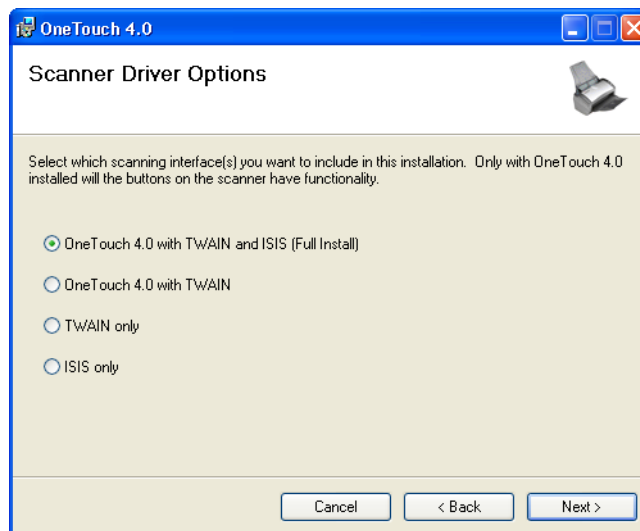 OneTouch 4.0
Scanner Driver Options
Select which scanning interface(s) you want to include in this installation.  Only with OneTouch 4.0
installed will the buttons on the scanner have functionality.
OneTouch 4.0 with TWAIN and ISIS (Full Install)
OneTouch 4.0 with TWAIN
TWAIN only
ISIS only
Cancel
< Back
Next >